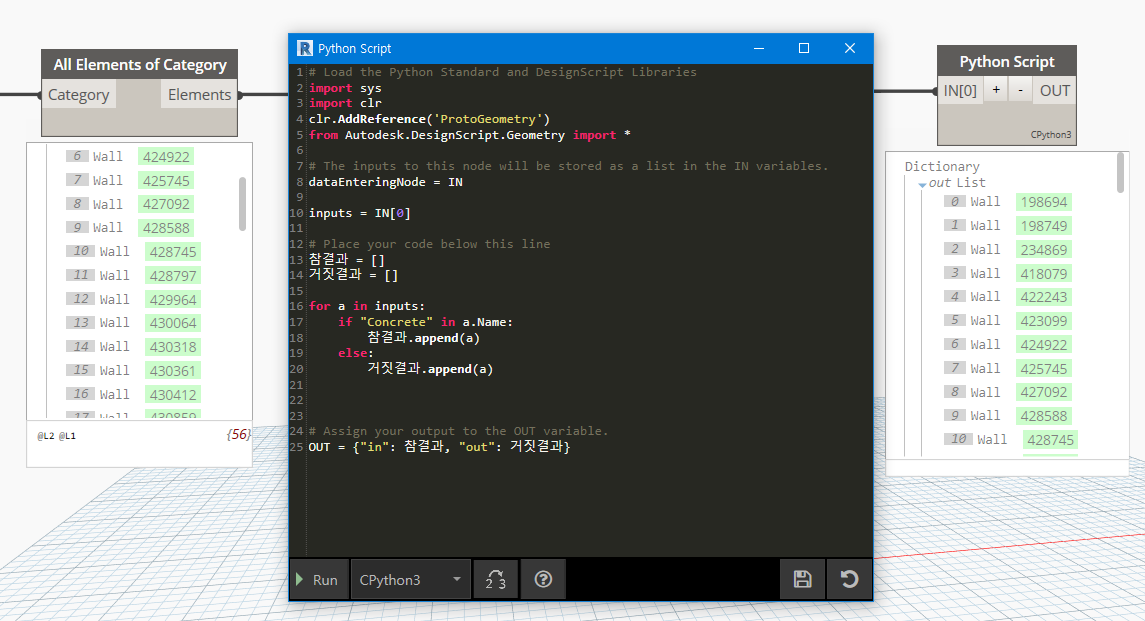 All Elements of Category
Category
Elements
6 Wall 424922
7 Wall 425745
8 Wall 427092
9 Wall 428588
10 Wall 428745
11 Wall 428797
12 Wall 429964
13 Wall 430064
14 Wall 430318
15 Wall 430361
16 Wall 430412
17 Wall 430859
@L2 @L1
{56}
Python Script
1 # Load the Python Standard and DesignScript Libraries
2 import sys
3 import clr
4 clr.AddReference('ProtoGeometry')
5 from Autodesk.DesignScript.Geometry import *
6
7 # The inputs to this node will be stored as a list in the IN variables.
8 dataEnteringNode = IN
9
10 inputs = IN[0]
11
12 # Place your code below this line
13 참결과 = []
14 거짓결과 = []
15
16 for a in inputs:
17 if "Concrete" in a.Name:
18 참결과.append(a)
19 else:
20 거짓결과.append(a)
21
22
23
24 # Assign your output to the OUT variable.
25 OUT = {"in": 참결과, "out": 거짓결과}
Run
CPython3
2 3
?
Python Script
IN[0] + - OUT
CPython3
Dictionary
out List
0 Wall 198694
1 Wall 198749
2 Wall 234869
3 Wall 418079
4 Wall 422243
5 Wall 423099
6 Wall 424922
7 Wall 425745
8 Wall 427092
9 Wall 428588
10 Wall 428745